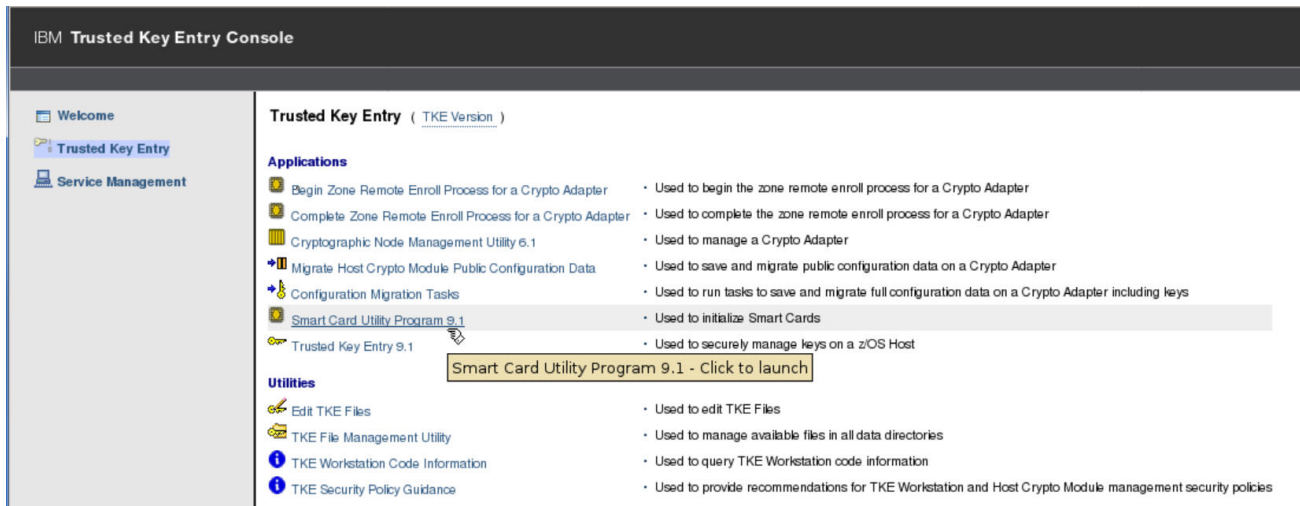 IBM Trusted Key Entry Console
Welcome
Trusted Key Entry
Service Management
Trusted Key Entry ( TKE Version )
Applications
Begin Zone Remote Enroll Process for a Crypto Adapter · Used to begin the zone remote enroll process for a Crypto Adapter
Complete Zone Remote Enroll Process for a Crypto Adapter · Used to complete the zone remote enroll process for a Crypto Adapter
Cryptographic Node Management Utility 6.1 · Used to manage a Crypto Adapter
Migrate Host Crypto Module Public Configuration Data · Used to save and migrate public configuration data on a Crypto Adapter
Configuration Migration Tasks · Used to run tasks to save and migrate full configuration data on a Crypto Adapter including keys
Smart Card Utility Program 9.1 · Used to initialize Smart Cards
Trusted Key Entry 9.1 · Used to securely manage keys on a z/OS Host
Smart Card Utility Program 9.1 - Click to launch
Utilities
Edit TKE Files · Used to edit TKE Files
TKE File Management Utility · Used to manage available files in all data directories
TKE Workstation Code Information · Used to query TKE Workstation code information
TKE Security Policy Guidance · Used to provide recommendations for TKE Workstation and Host Crypto Module management security policies